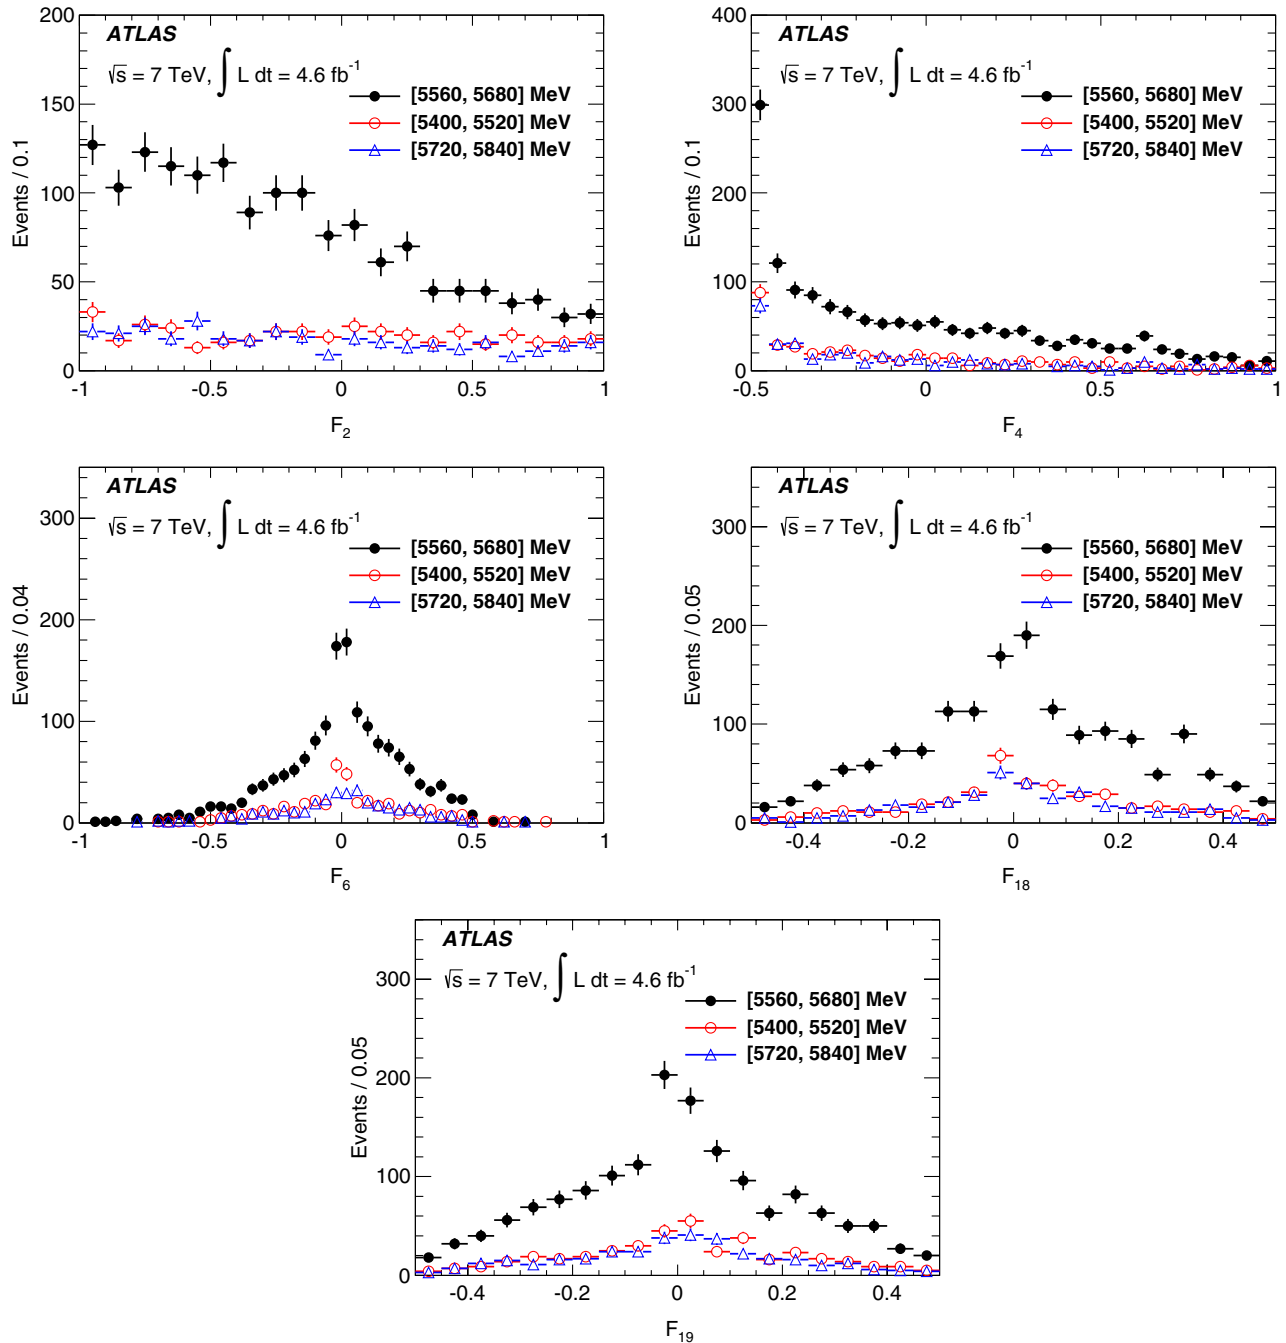 ATLAS
√s = 7 TeV, ∫ L dt = 4.6 fb⁻¹
[5560, 5680] MeV
[5400, 5520] MeV
[5720, 5840] MeV
Events / 0.1
200
150
100
50
0
-1 -0.5 0 0.5 1
F₂
ATLAS
√s = 7 TeV, ∫ L dt = 4.6 fb⁻¹
[5560, 5680] MeV
[5400, 5520] MeV
[5720, 5840] MeV
Events / 0.1
400
300
200
100
0
-0.5 0 0.5 1
F₄
ATLAS
√s = 7 TeV, ∫ L dt = 4.6 fb⁻¹
[5560, 5680] MeV
[5400, 5520] MeV
[5720, 5840] MeV
Events / 0.04
300
200
100
0
-1 -0.5 0 0.5 1
F₆
ATLAS
√s = 7 TeV, ∫ L dt = 4.6 fb⁻¹
[5560, 5680] MeV
[5400, 5520] MeV
[5720, 5840] MeV
Events / 0.05
300
200
100
0
-0.4 -0.2 0 0.2 0.4
F₁₈
ATLAS
√s = 7 TeV, ∫ L dt = 4.6 fb⁻¹
[5560, 5680] MeV
[5400, 5520] MeV
[5720, 5840] MeV
Events / 0.05
300
200
100
0
-0.4 -0.2 0 0.2 0.4
F₁₉